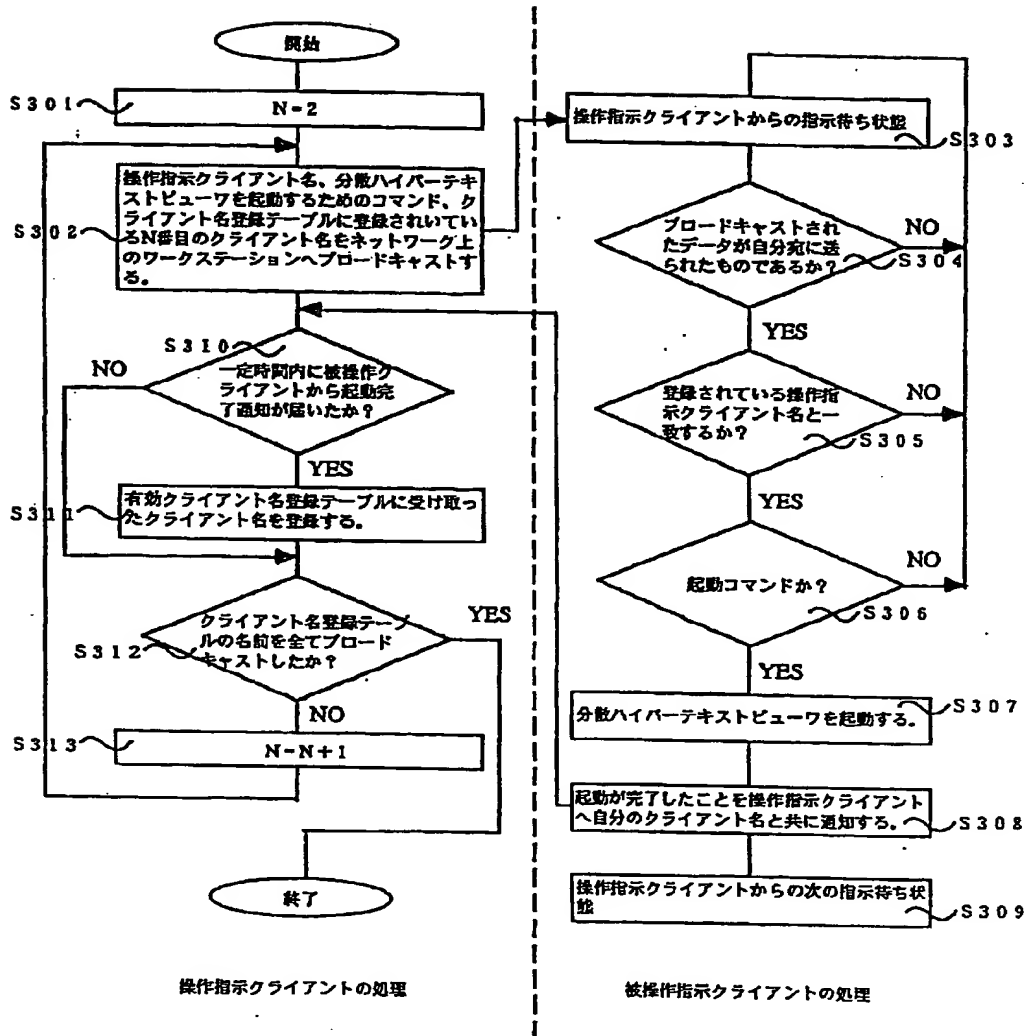 開始
S301
N=2
S302
操作指示クライアント名、分散ハイパーテキ
ストビューワを起動するためのコマンド、ク
ライアント名登録テーブルに登録されいてい
るN番目のクライアント名をネットワーグ上
のワークステーションへブロードキャストす
る。
S310
一定時間内に被操作ク
ライアントから起動完
了通知が届いたか?
NO
YES
S311
有効クライアント名登録テーブルに受け取っ
たクライアント名を登録する。
S312
クライアント名登録テーブ
ルの名前を全てブロード
キャストしたか?
YES
NO
S313
N=N+1
終了
操作指示クライアントの処理
操作指示クライアントからの指示待ち状態
S303
ブロードキャストされ
たデータが自分宛に送
られたものであるか?
S304
NO
YES
登録されている操作指
示クライアント名と一
致するか?
S305
NO
YES
起動コマンドか?
S306
NO
YES
分散ハイパーテキストビューワを起動する。
S307
起動が完了したことを操作指示クライアント
へ自分のクライアント名と共に通知する。
S308
操作指示クライアントからの次の指示待ち状
態
S309
被操作指示クライアントの処理